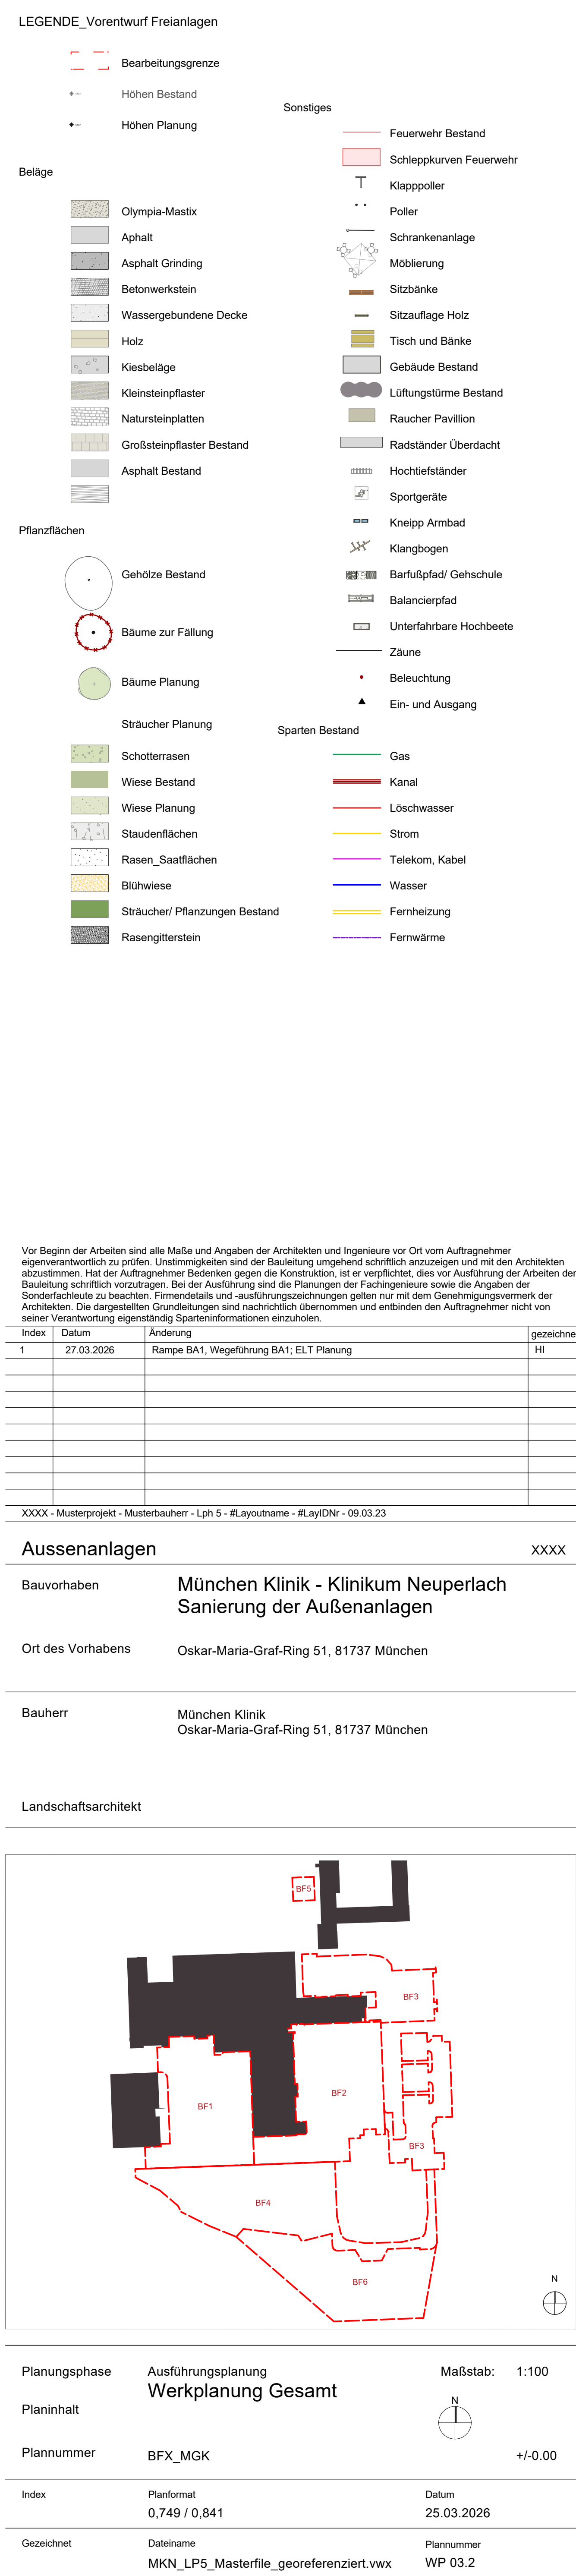 LEGENDE_Vorentwurf Freianlagen
Bearbeitungsgrenze
Höhen Bestand
Höhen Planung
Beläge
Olympia-Mastix
Aphalt
Asphalt Grinding
Betonwerkstein
Wassergebundene Decke
Holz
Kiesbeläge
Kleinsteinpflaster
Natursteinplatten
Großsteinpflaster Bestand
Asphalt Bestand
Pflanzflächen
Gehölze Bestand
Bäume zur Fällung
Bäume Planung
Sträucher Planung
Schotterrasen
Wiese Bestand
Wiese Planung
Staudenflächen
Rasen_Saatflächen
Blühwiese
Sträucher/ Pflanzungen Bestand
Rasengitterstein
Sonstiges
Feuerwehr Bestand
Schleppkurven Feuerwehr
Klapppoller
Poller
Schrankenanlage
Möblierung
Sitzbänke
Sitzauflage Holz
Tisch und Bänke
Gebäude Bestand
Lüftungstürme Bestand
Raucher Pavillion
Radständer Überdacht
Hochtiefständer
Sportgeräte
Kneipp Armbad
Klangbogen
Barfußpfad/ Gehschule
Balancierpfad
Unterfahrbare Hochbeete
Zäune
Beleuchtung
Ein- und Ausgang
Sparten Bestand
Gas
Kanal
Löschwasser
Strom
Telekom, Kabel
Wasser
Fernheizung
Fernwärme
Vor Beginn der Arbeiten sind alle Maße und Angaben der Architekten und Ingenieure vor Ort vom Auftragnehmer
eigenverantwortlich zu prüfen. Unstimmigkeiten sind der Bauleitung umgehend schriftlich anzuzeigen und mit den Architekten
abzustimmen. Hat der Auftragnehmer Bedenken gegen die Konstruktion, ist er verpflichtet, dies vor Ausführung der Arbeiten der
Bauleitung schriftlich vorzutragen. Bei der Ausführung sind die Planungen der Fachingenieure sowie die Angaben der
Sonderfachleute zu beachten. Firmendetails und -ausführungszeichnungen gelten nur mit dem Genehmigungsvermerk der
Architekten. Die dargestellten Grundleitungen sind nachrichtlich übernommen und entbinden den Auftragnehmer nicht von
seiner Verantwortung eigenständig Sparteninformationen einzuholen.
Index Datum Änderung gezeichne
1 27.03.2026 Rampe BA1, Wegeführung BA1; ELT Planung HI
XXXX - Musterprojekt - Musterbauherr - Lph 5 - #Layoutname - #LayIDNr - 09.03.23
Aussenanlagen XXXX
Bauvorhaben München Klinik - Klinikum Neuperlach
Sanierung der Außenanlagen
Ort des Vorhabens Oskar-Maria-Graf-Ring 51, 81737 München
Bauherr München Klinik
Oskar-Maria-Graf-Ring 51, 81737 München
Landschaftsarchitekt
BF5
BF3
BF2
BF1
BF3
BF4
BF6
N
Planungsphase Ausführungsplanung Maßstab: 1:100
Werkplanung Gesamt
Planinhalt
N
Plannummer BFX_MGK +/-0.00
Index Planformat Datum
0,749 / 0,841 25.03.2026
Gezeichnet Dateiname Plannummer
MKN_LP5_Masterfile_georeferenziert.vwx WP 03.2